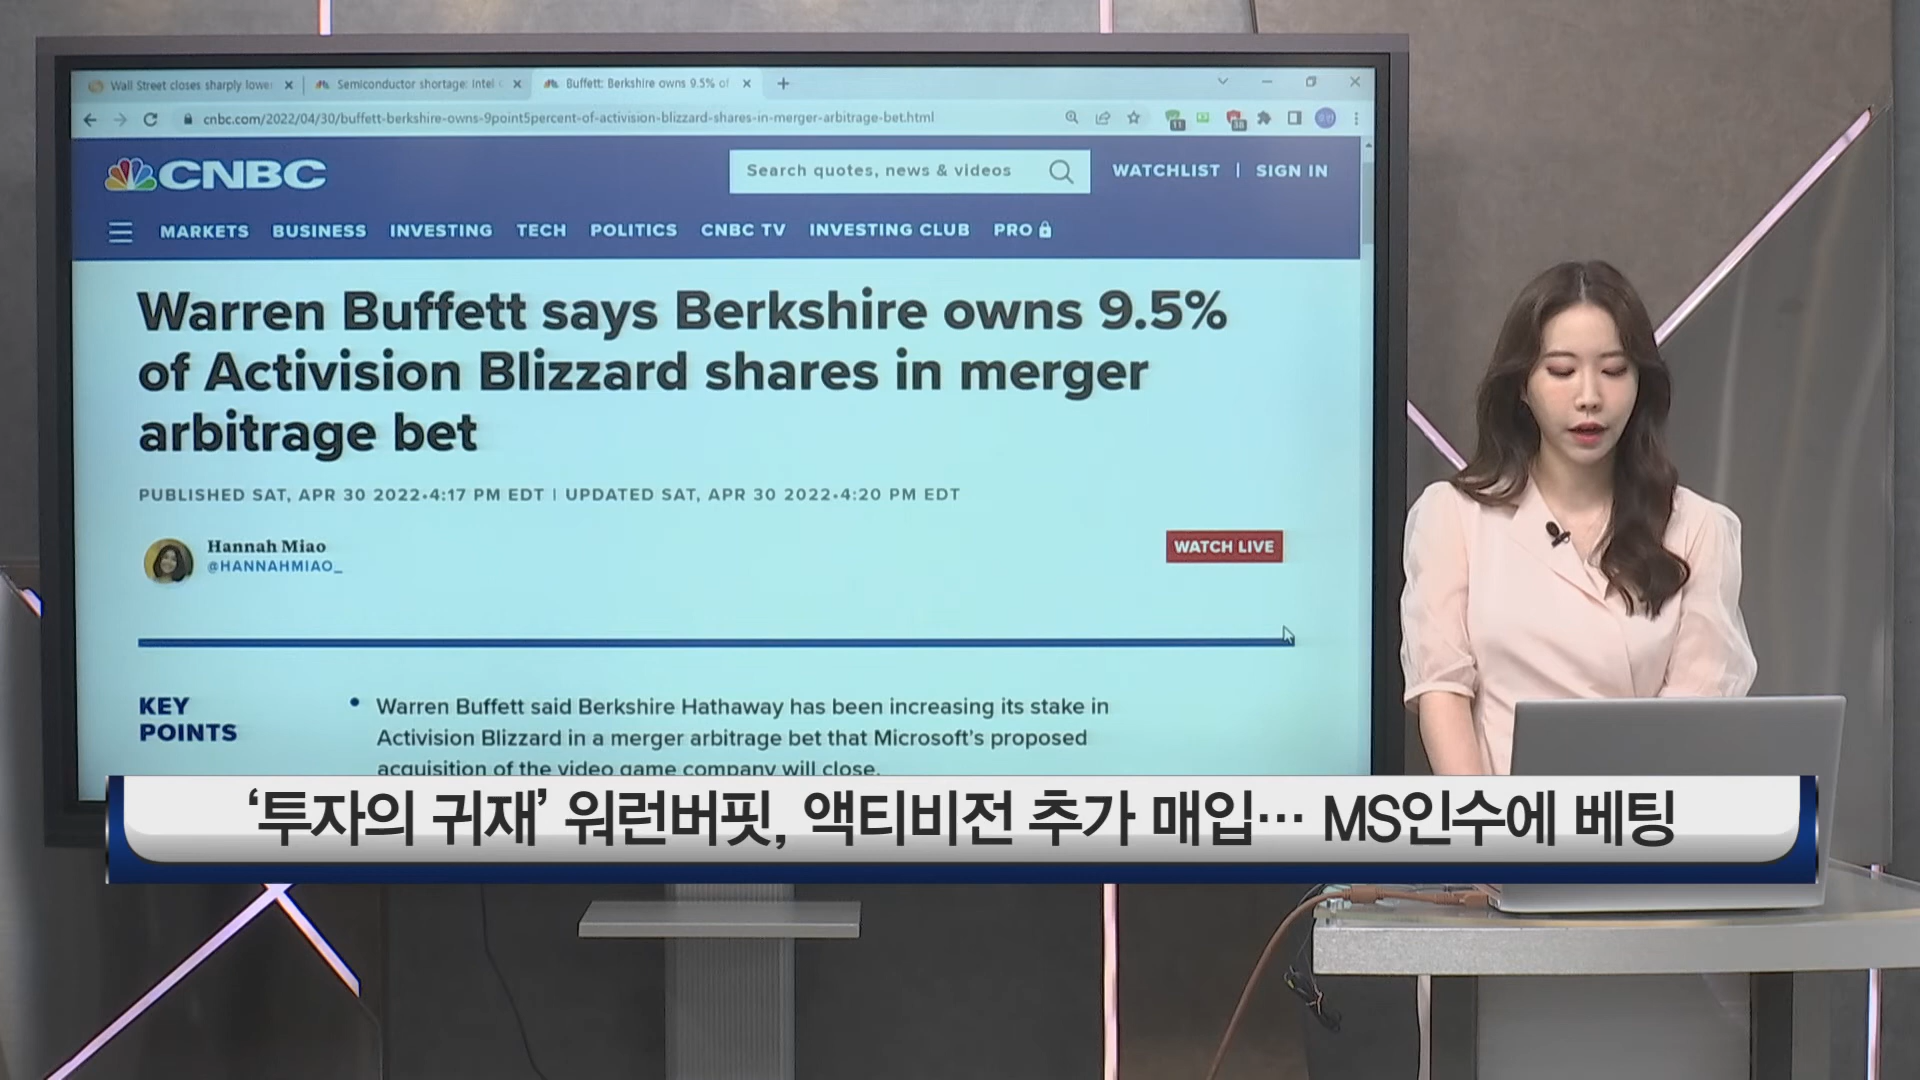 Wall Street closes sharply lower
Semiconductor shortage: Intel
Buffett: Berkshire owns 9.5% of
cnbc.com/2022/04/30/buffett-berkshire-owns-9point5percent-of-activision-blizzard-shares-in-merger-arbitrage-bet.html
11
CNBC
Search quotes, news & videos
WATCHLIST | SIGN IN
MARKETS BUSINESS INVESTING TECH POLITICS CNBC TV INVESTING CLUB PRO
Warren Buffett says Berkshire owns 9.5%
of Activision Blizzard shares in merger
arbitrage bet
PUBLISHED SAT, APR 30 2022•4:17 PM EDT | UPDATED SAT, APR 30 2022•4:20 PM EDT
Hannah Miao
@HANNAHMIAO_
WATCH LIVE
KEY
POINTS
• Warren Buffett said Berkshire Hathaway has been increasing its stake in
Activision Blizzard in a merger arbitrage bet that Microsoft's proposed
acquisition of the video game company will close.
‘투자의 귀재’ 워런버핏, 액티비전 추가 매입… MS인수에 베팅